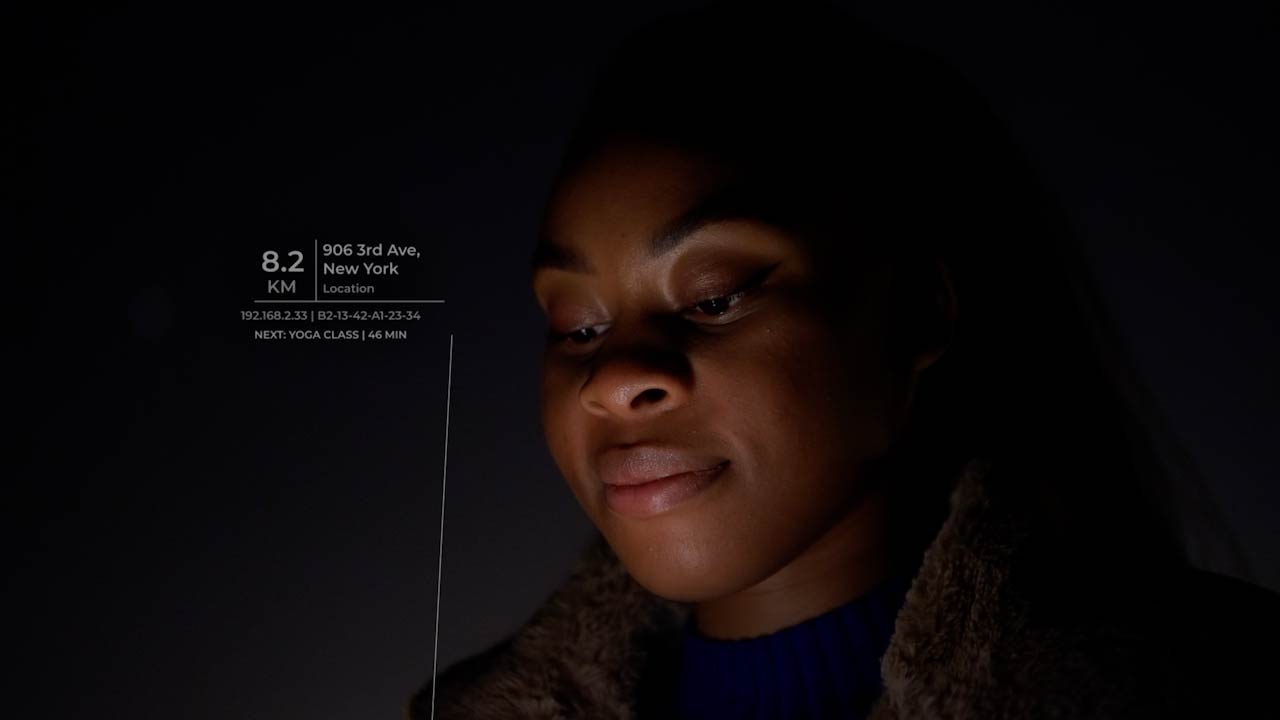 8.2
KM
906 3rd Ave,
New York
Location
192.168.2.33 | B2-13-42-A1-23-34
NEXT: YOGA CLASS | 46 MIN